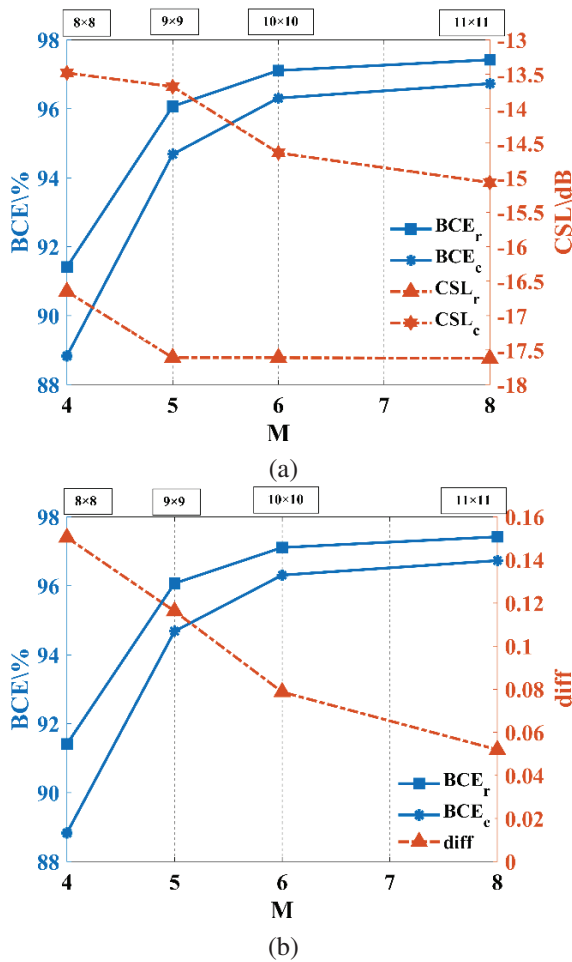 8×8 9×9 10×10 11×11
98
96
94
92
90
88
BCE\%
-13
-13.5
-14
-14.5
-15
-15.5
-16
-16.5
-17
-17.5
-18
CSL\dB
BCEr
BCEc
CSLr
CSLc
4 5 6 7 8
M
(a)
8×8 9×9 10×10 11×11
98
96
94
92
90
88
BCE\%
0.16
0.14
0.12
0.1
0.08
0.06
0.04
0.02
0
diff
BCEr
BCEc
diff
4 5 6 7 8
M
(b)